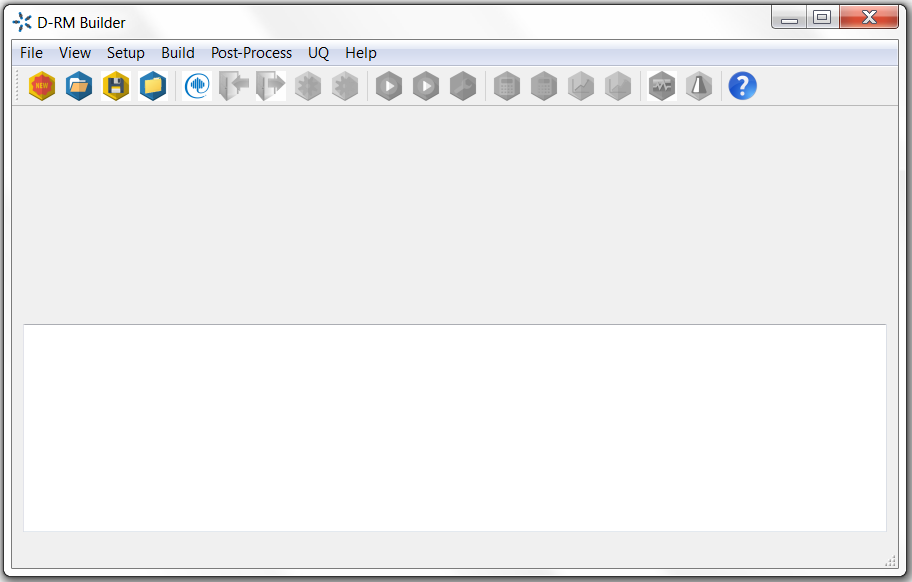 D-RM Builder
File View Setup Build Post-Process UQ Help
NEW
?